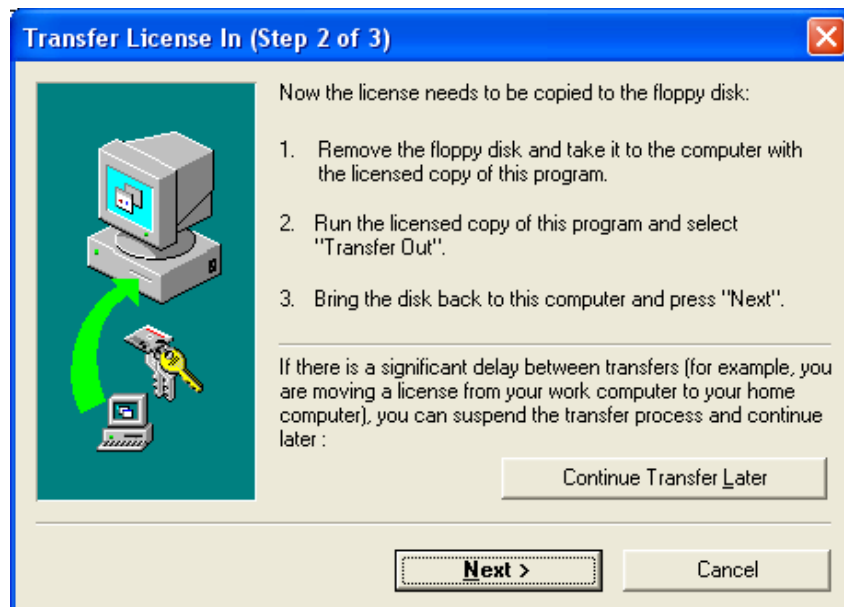 Transfer License In (Step 2 of 3)
Now the license needs to be copied to the floppy disk:
1. Remove the floppy disk and take it to the computer with
the licensed copy of this program.
2. Run the licensed copy of this program and select
"Transfer Out".
3. Bring the disk back to this computer and press "Next".
If there is a significant delay between transfers (for example, you
are moving a license from your work computer to your home
computer), you can suspend the transfer process and continue
later :
Continue Transfer Later
Next >
Cancel